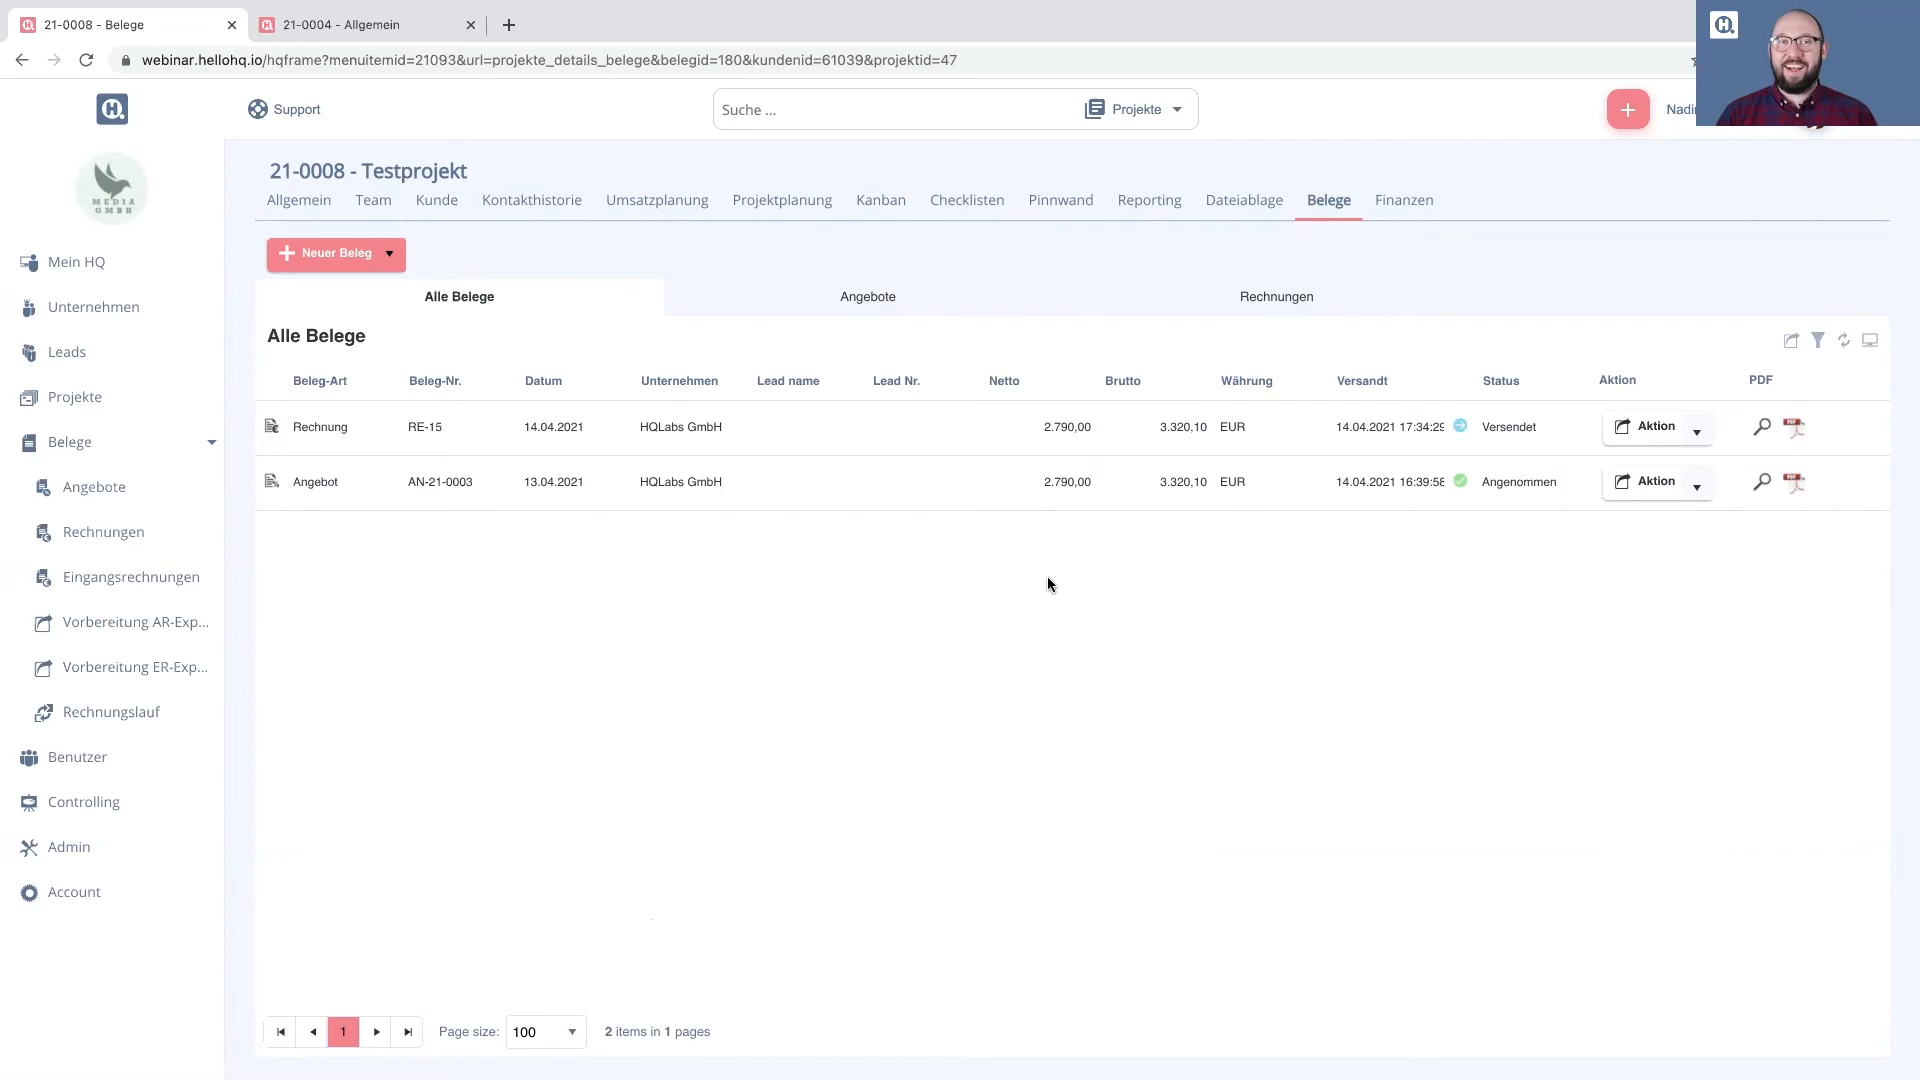 21-0008 - Belege
21-0004 - Allgemein
webinar.hellohq.io/hqframe?menuitemid=21093&url=projekte_details_belege&belegid=180&kundenid=61039&projektid=47
Support
Suche ...
Projekte
MEDIA
GMBH
Mein HQ
Unternehmen
Leads
Projekte
Belege
Angebote
Rechnungen
Eingangsrechnungen
Vorbereitung AR-Exp...
Vorbereitung ER-Exp...
Rechnungslauf
Benutzer
Controlling
Admin
Account
21-0008 - Testprojekt
Allgemein Team Kunde Kontakthistorie Umsatzplanung Projektplanung Kanban Checklisten Pinnwand Reporting Dateiablage Belege Finanzen
Neuer Beleg
Alle Belege Angebote Rechnungen
Alle Belege
Beleg-Art Beleg-Nr. Datum Unternehmen Lead name Lead Nr. Netto Brutto Währung Versandt Status Aktion PDF
Rechnung RE-15 14.04.2021 HQLabs GmbH 2.790,00 3.320,10 EUR 14.04.2021 17:34:29 Versendet Aktion
Angebot AN-21-0003 13.04.2021 HQLabs GmbH 2.790,00 3.320,10 EUR 14.04.2021 16:39:58 Angenommen Aktion
1 Page size: 100 2 items in 1 pages